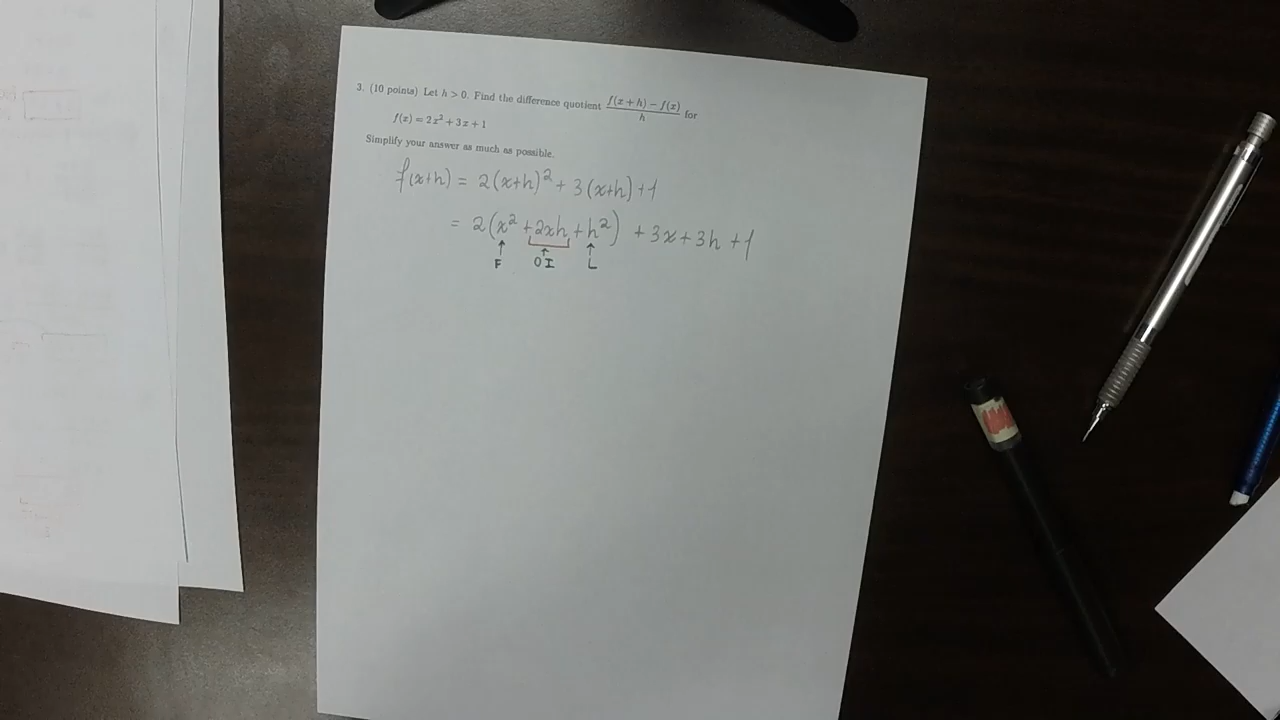 3. (10 points) Let h > 0. Find the difference quotient \frac{f(x+h) − f(x)}{h} for
f(x) = 2x² + 3x + 1
Simplify your answer as much as possible.
f(x+h) = 2(x+h)² + 3(x+h) + 1
= 2(x² + 2xh + h²) + 3x + 3h + 1
↑ ↑ ↑
F OI L